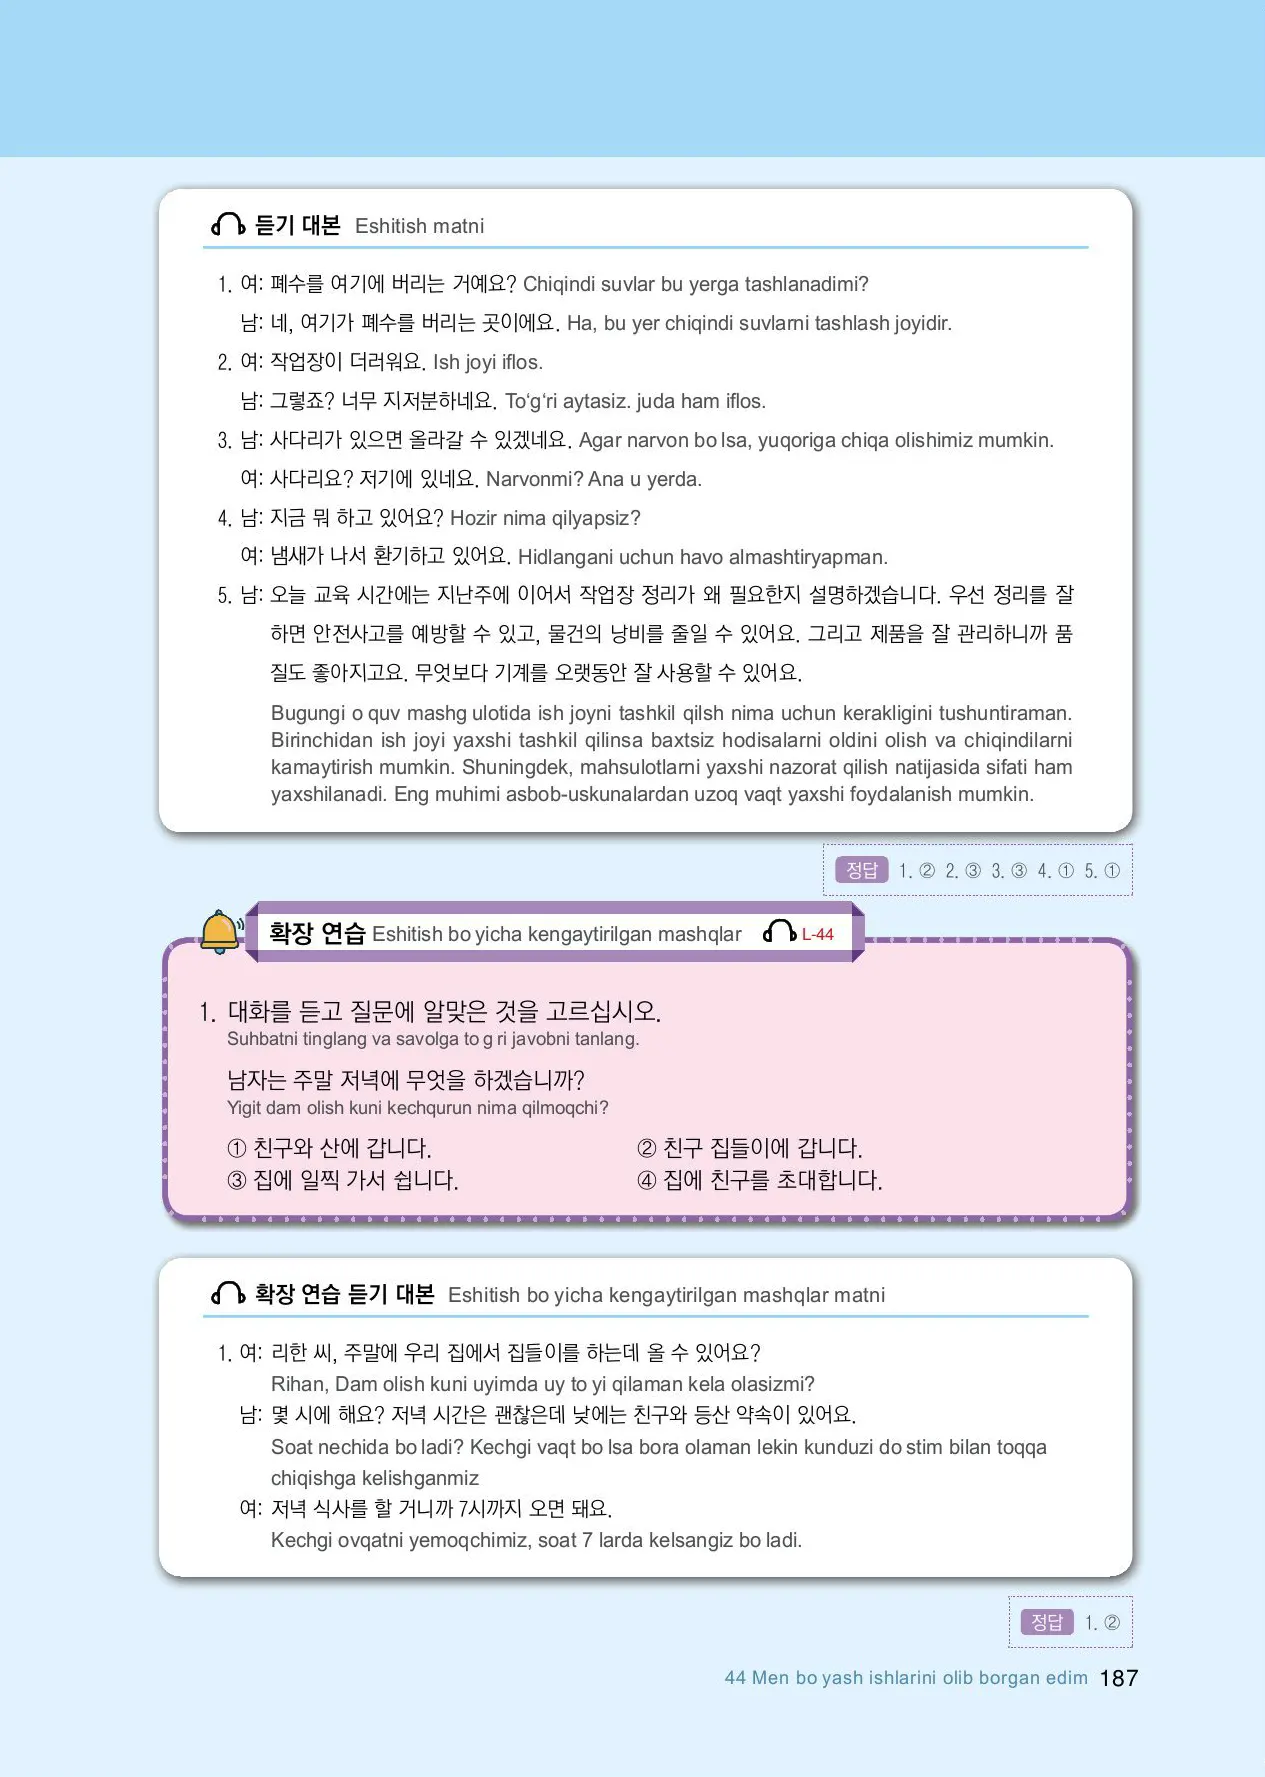 듣기 대본 Eshitish matni
1. 여: 폐수를 여기에 버리는 거예요? Chiqindi suvlar bu yerga tashlanadimi?
남: 네, 여기가 폐수를 버리는 곳이에요. Ha, bu yer chiqindi suvlarni tashlash joyidir.
2. 여: 작업장이 더러워요. Ish joyi iflos.
남: 그렇죠? 너무 지저분하네요. To‘g‘ri aytasiz. juda ham iflos.
3. 남: 사다리가 있으면 올라갈 수 있겠네요. Agar narvon bo lsa, yuqoriga chiqa olishimiz mumkin.
여: 사다리요? 저기에 있네요. Narvonmi? Ana u yerda.
4. 남: 지금 뭐 하고 있어요? Hozir nima qilyapsiz?
여: 냄새가 나서 환기하고 있어요. Hidlangani uchun havo almashtiryapman.
5. 남: 오늘 교육 시간에는 지난주에 이어서 작업장 정리가 왜 필요한지 설명하겠습니다. 우선 정리를 잘
하면 안전사고를 예방할 수 있고, 물건의 낭비를 줄일 수 있어요. 그리고 제품을 잘 관리하니까 품
질도 좋아지고요. 무엇보다 기계를 오랫동안 잘 사용할 수 있어요.
Bugungi o quv mashg ulotida ish joyni tashkil qilsh nima uchun kerakligini tushuntiraman.
Birinchidan ish joyi yaxshi tashkil qilinsa baxtsiz hodisalarni oldini olish va chiqindilarni
kamaytirish mumkin. Shuningdek, mahsulotlarni yaxshi nazorat qilish natijasida sifati ham
yaxshilanadi. Eng muhimi asbob-uskunalardan uzoq vaqt yaxshi foydalanish mumkin.
정답 1. ② 2. ③ 3. ③ 4. ① 5. ①
확장 연습 Eshitish bo yicha kengaytirilgan mashqlar L-44
1. 대화를 듣고 질문에 알맞은 것을 고르십시오.
Suhbatni tinglang va savolga to g ri javobni tanlang.
남자는 주말 저녁에 무엇을 하겠습니까?
Yigit dam olish kuni kechqurun nima qilmoqchi?
① 친구와 산에 갑니다. ② 친구 집들이에 갑니다.
③ 집에 일찍 가서 쉽니다. ④ 집에 친구를 초대합니다.
확장 연습 듣기 대본 Eshitish bo yicha kengaytirilgan mashqlar matni
1. 여: 리한 씨, 주말에 우리 집에서 집들이를 하는데 올 수 있어요?
Rihan, Dam olish kuni uyimda uy to yi qilaman kela olasizmi?
남: 몇 시에 해요? 저녁 시간은 괜찮은데 낮에는 친구와 등산 약속이 있어요.
Soat nechida bo ladi? Kechgi vaqt bo lsa bora olaman lekin kunduzi do stim bilan toqqa
chiqishga kelishganmiz
여: 저녁 식사를 할 거니까 7시까지 오면 돼요.
Kechgi ovqatni yemoqchimiz, soat 7 larda kelsangiz bo ladi.
정답 1. ②
44 Men bo yash ishlarini olib borgan edim 187